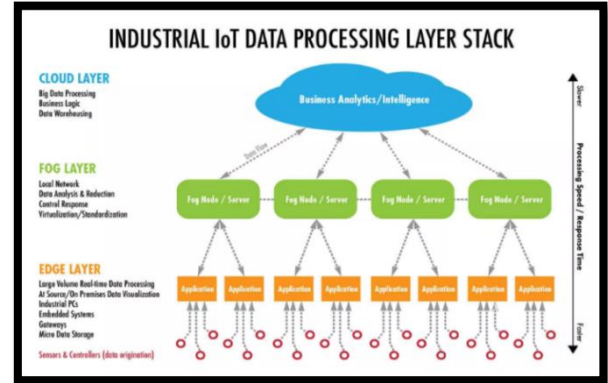 INDUSTRIAL IoT DATA PROCESSING LAYER STACK
CLOUD LAYER
Big Data Processing
Business Logic
Data Warehousing
Business Analytics/Intelligence
Slower
Data Flow
FOG LAYER
Local Network
Data Analysis & Reduction
Control Response
Virtualization/Standardization
Fog Node / Server
Fog Node / Server
Fog Node / Server
Fog Node / Server
Processing Speed / Response Time
EDGE LAYER
Large Volume Real-time Data Processing
At Source/On Premises Data Visualization
Industrial PCs
Embedded Systems
Gateways
Micro Data Storage
Application
Application
Application
Application
Application
Application
Application
Application
Faster
Sensors & Controllers (data origination)